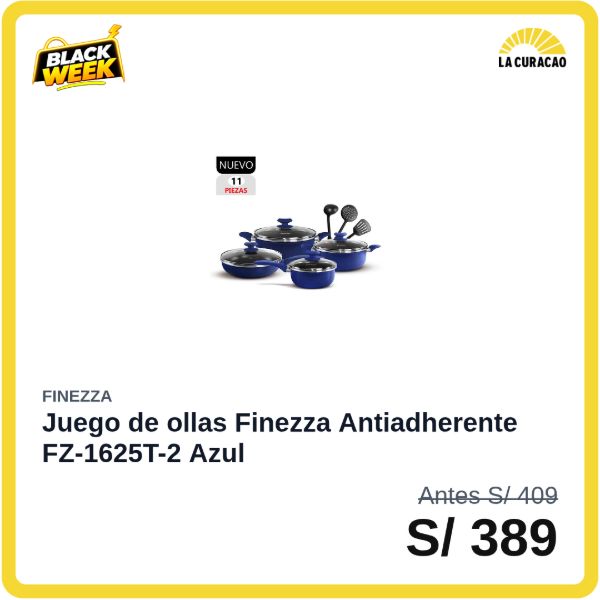 BLACK
WEEK
LA CURACAO
NUEVO
11
PIEZAS
FINEZZA
Juego de ollas Finezza Antiadherente
FZ-1625T-2 Azul
Antes S/ 409
S/ 389